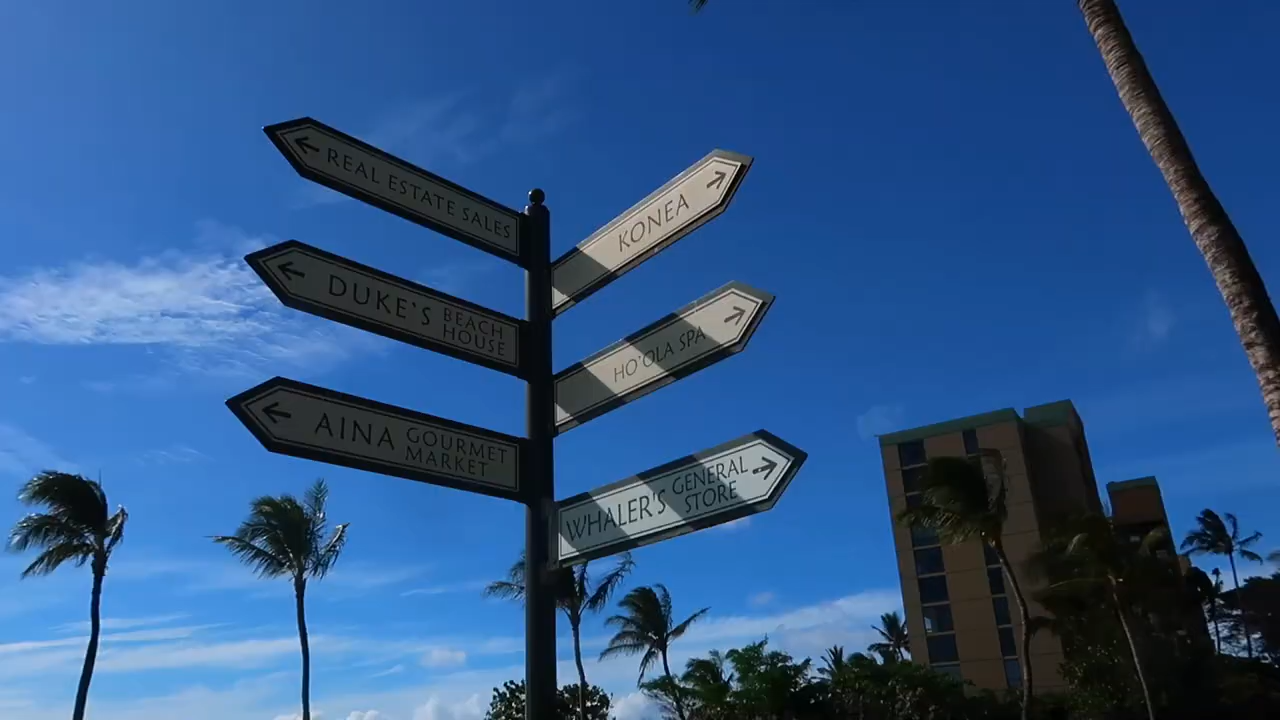 REAL ESTATE SALES
DUKE'S BEACH
HOUSE
AINA GOURMET
MARKET
KONEA
HO'OLA SPA
WHALER'S GENERAL
STORE